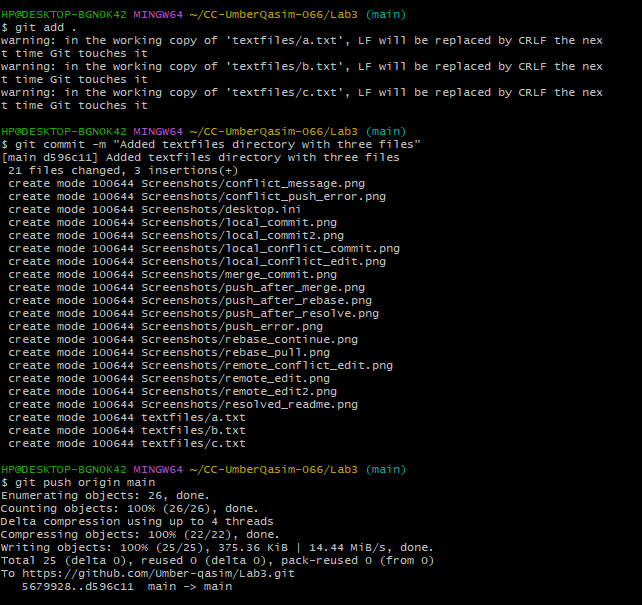 HP@DESKTOP-BGN0K42 MINGW64 ~/CC-UmberQasim-066/Lab3 (main)
$ git add .
warning: in the working copy of 'textfiles/a.txt', LF will be replaced by CRLF the nex
t time Git touches it
warning: in the working copy of 'textfiles/b.txt', LF will be replaced by CRLF the nex
t time Git touches it
warning: in the working copy of 'textfiles/c.txt', LF will be replaced by CRLF the nex
t time Git touches it
HP@DESKTOP-BGN0K42 MINGW64 ~/CC-UmberQasim-066/Lab3 (main)
$ git commit -m "Added textfiles directory with three files"
[main d596c11] Added textfiles directory with three files
 21 files changed, 3 insertions(+)
 create mode 100644 Screenshots/conflict_message.png
 create mode 100644 Screenshots/conflict_push_error.png
 create mode 100644 Screenshots/desktop.ini
 create mode 100644 Screenshots/local_commit.png
 create mode 100644 Screenshots/local_commit2.png
 create mode 100644 Screenshots/local_conflict_commit.png
 create mode 100644 Screenshots/local_conflict_edit.png
 create mode 100644 Screenshots/merge_commit.png
 create mode 100644 Screenshots/push_after_merge.png
 create mode 100644 Screenshots/push_after_rebase.png
 create mode 100644 Screenshots/push_after_resolve.png
 create mode 100644 Screenshots/push_error.png
 create mode 100644 Screenshots/rebase_continue.png
 create mode 100644 Screenshots/rebase_pull.png
 create mode 100644 Screenshots/remote_conflict_edit.png
 create mode 100644 Screenshots/remote_edit.png
 create mode 100644 Screenshots/remote_edit2.png
 create mode 100644 Screenshots/resolved_readme.png
 create mode 100644 textfiles/a.txt
 create mode 100644 textfiles/b.txt
 create mode 100644 textfiles/c.txt
HP@DESKTOP-BGN0K42 MINGW64 ~/CC-UmberQasim-066/Lab3 (main)
$ git push origin main
Enumerating objects: 26, done.
Counting objects: 100% (26/26), done.
Delta compression using up to 4 threads
Compressing objects: 100% (22/22), done.
Writing objects: 100% (25/25), 375.36 KiB | 14.44 MiB/s, done.
Total 25 (delta 0), reused 0 (delta 0), pack-reused 0 (from 0)
To https://github.com/Umber-qasim/Lab3.git
   5679928..d596c11  main -> main